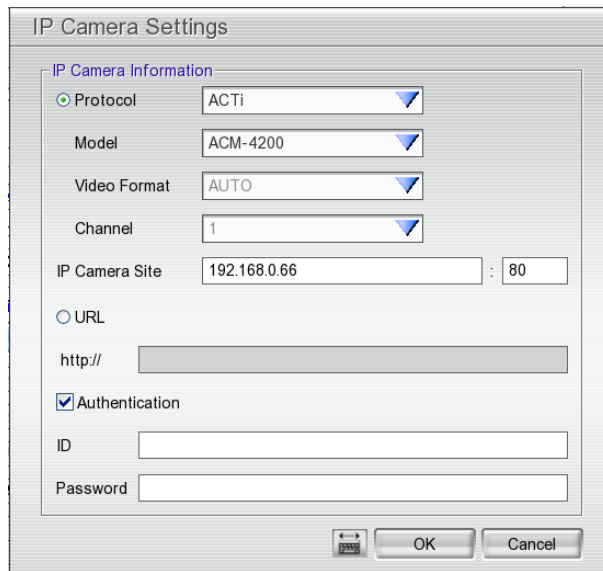 IP Camera Settings
IP Camera Information
Protocol ACTi
Model ACM-4200
Video Format AUTO
Channel 1
IP Camera Site 192.168.0.66 : 80
URL
http://
Authentication
ID
Password
OK Cancel